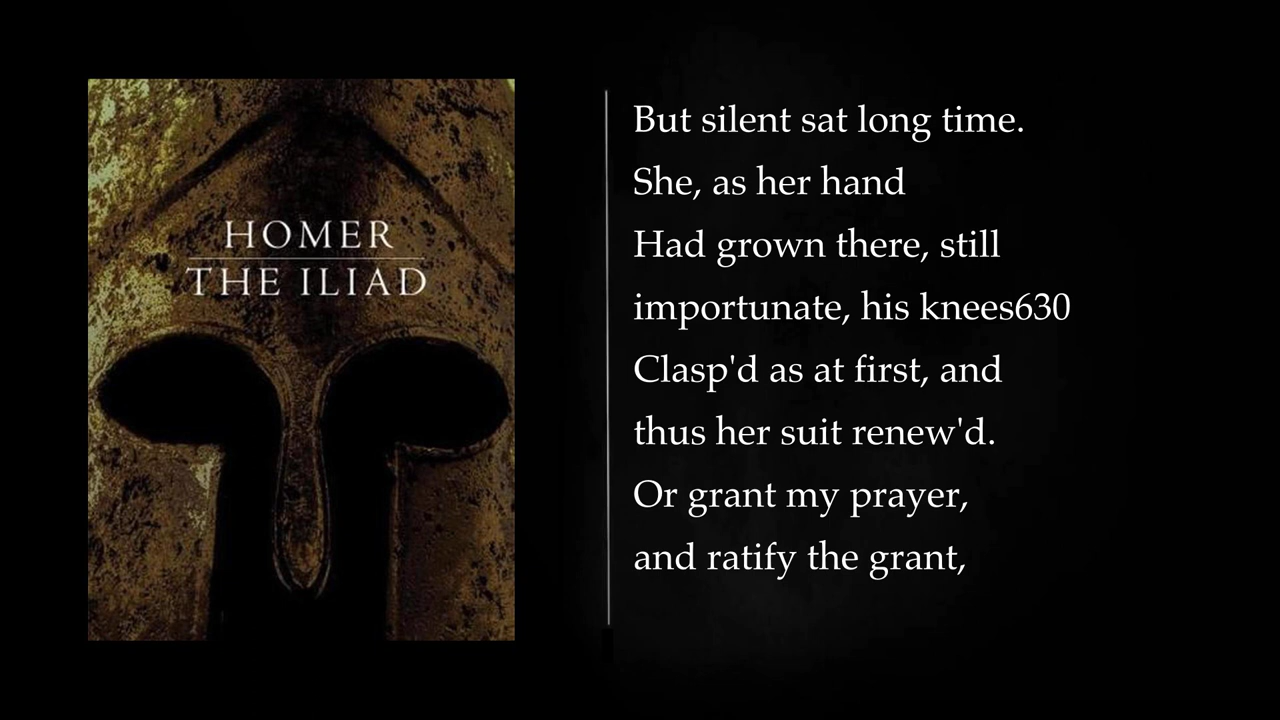 HOMER
THE ILIAD
But silent sat long time.
She, as her hand
Had grown there, still
importunate, his knees630
Clasp'd as at first, and
thus her suit renew'd.
Or grant my prayer,
and ratify the grant,